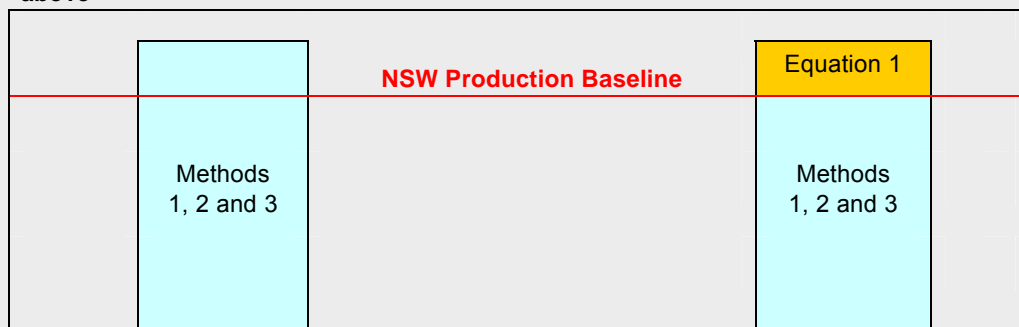 Equation 1
NSW Production Baseline
Methods
1, 2 and 3
Methods
1, 2 and 3